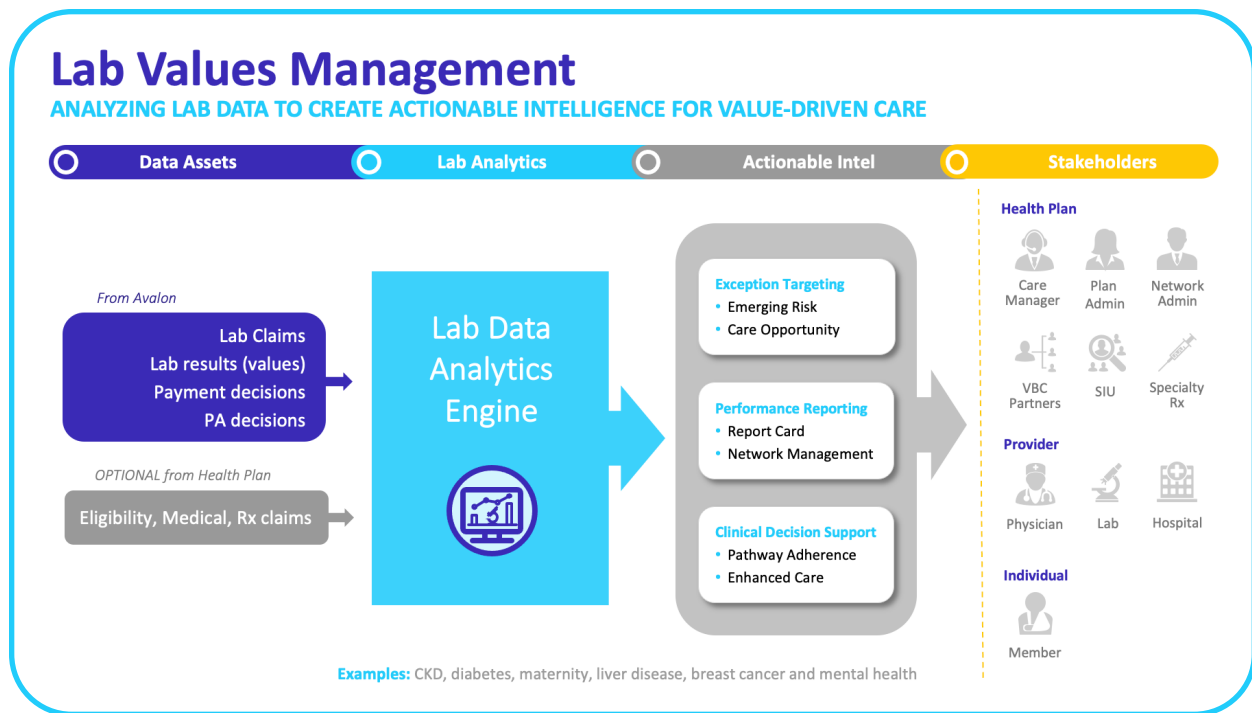 Lab Values Management
ANALYZING LAB DATA TO CREATE ACTIONABLE INTELLIGENCE FOR VALUE-DRIVEN CARE
Data Assets
Lab Analytics
Actionable Intel
Stakeholders
From Avalon
Lab Claims
Lab results (values)
Payment decisions
PA decisions
OPTIONAL from Health Plan
Eligibility, Medical, Rx claims
Lab Data
Analytics
Engine
Exception Targeting
• Emerging Risk
• Care Opportunity
Performance Reporting
• Report Card
• Network Management
Clinical Decision Support
• Pathway Adherence
• Enhanced Care
Health Plan
Care
Manager
Plan
Admin
Network
Admin
VBC
Partners
SIU
Specialty
Rx
Provider
Physician
Lab
Hospital
Individual
Member
Examples: CKD, diabetes, maternity, liver disease, breast cancer and mental health